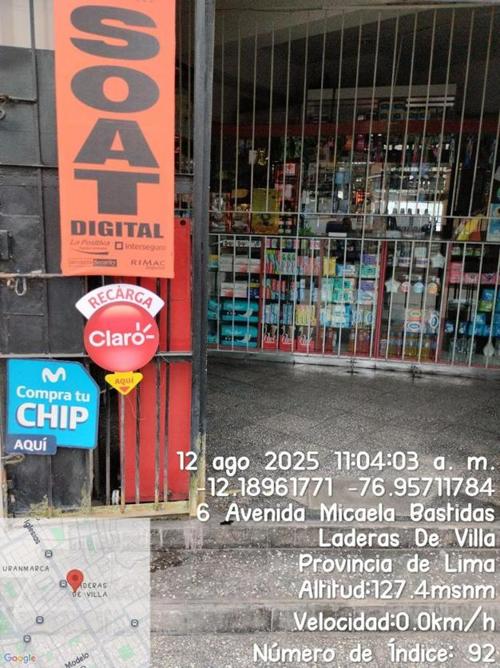 SOAT
DIGITAL
La Positiva
interseguro
RIMAC
RECARGA
Claro
AQUÍ
Compra tu
CHIP
AQUÍ
12 ago 2025 11:04:03 a. m.
-12.18961771 -76.95711784
6 Avenida Micaela Bastidas
Laderas De Villa
Provincia de Lima
Altitud:127.4msnm
Velocidad:0.0km/h
Número de Índice: 92
Iglesias
URANMARCA
LADERAS
DE VILLA
Modelo
Google